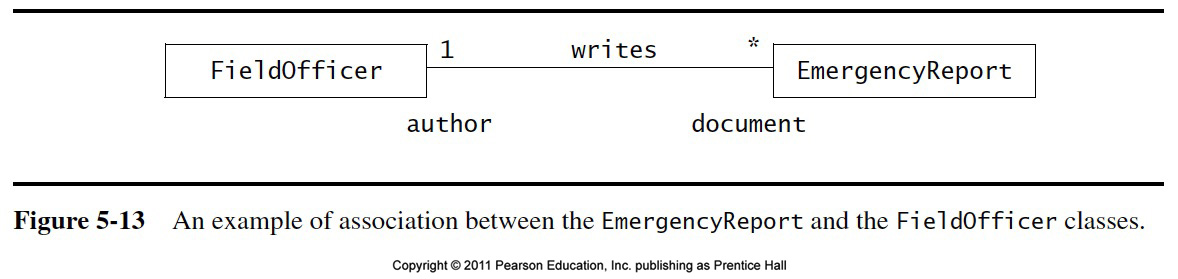 1 writes *
FieldOfficer EmergencyReport
author document
Figure 5-13 An example of association between the EmergencyReport and the FieldOfficer classes.
Copyright © 2011 Pearson Education, Inc. publishing as Prentice Hall